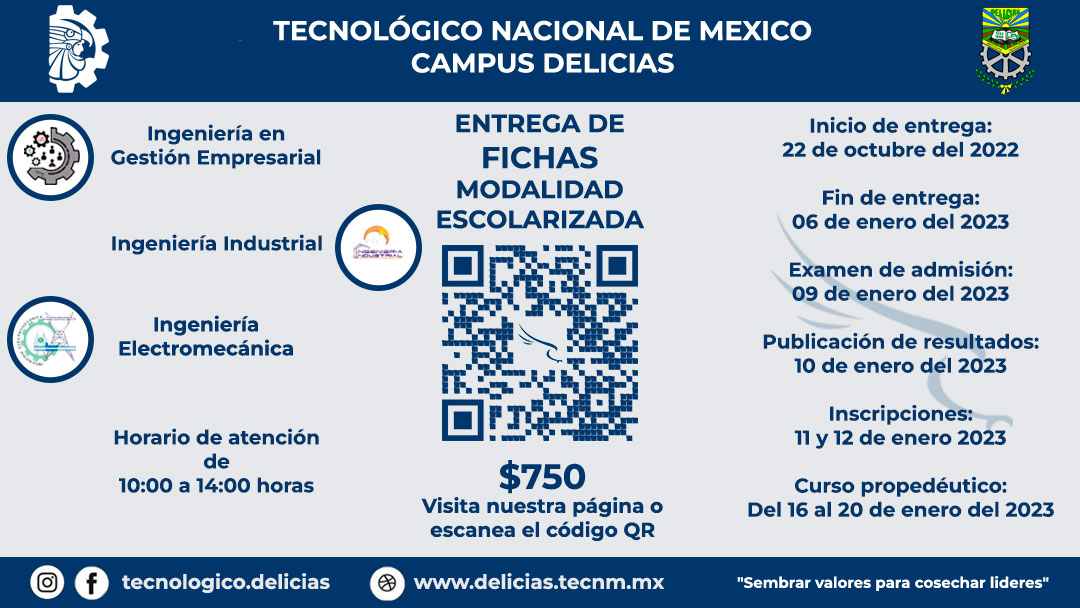 TECNOLÓGICO NACIONAL DE MEXICO
CAMPUS DELICIAS
DELICIAS
Ingeniería en
Gestión Empresarial
Ingeniería Industrial
INGENIERIA
INDUSTRIAL
Ingeniería
Electromecánica
Horario de atención
de
10:00 a 14:00 horas
ENTREGA DE
FICHAS
MODALIDAD
ESCOLARIZADA
$750
Visita nuestra página o
escanea el código QR
Inicio de entrega:
22 de octubre del 2022
Fin de entrega:
06 de enero del 2023
Examen de admisión:
09 de enero del 2023
Publicación de resultados:
10 de enero del 2023
Inscripciones:
11 y 12 de enero 2023
Curso propedéutico:
Del 16 al 20 de enero del 2023
tecnologico.delicias
www.delicias.tecnm.mx
"Sembrar valores para cosechar lideres"